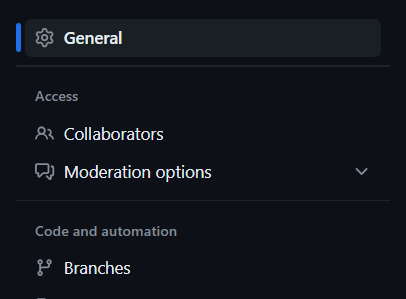 General
Access
Collaborators
Moderation options
Code and automation
Branches